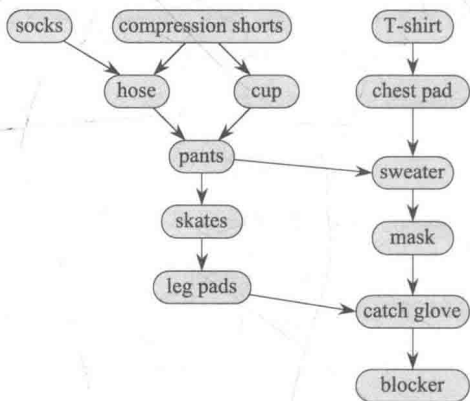 socks
compression shorts
T-shirt
hose
cup
chest pad
pants
sweater
skates
mask
leg pads
catch glove
blocker